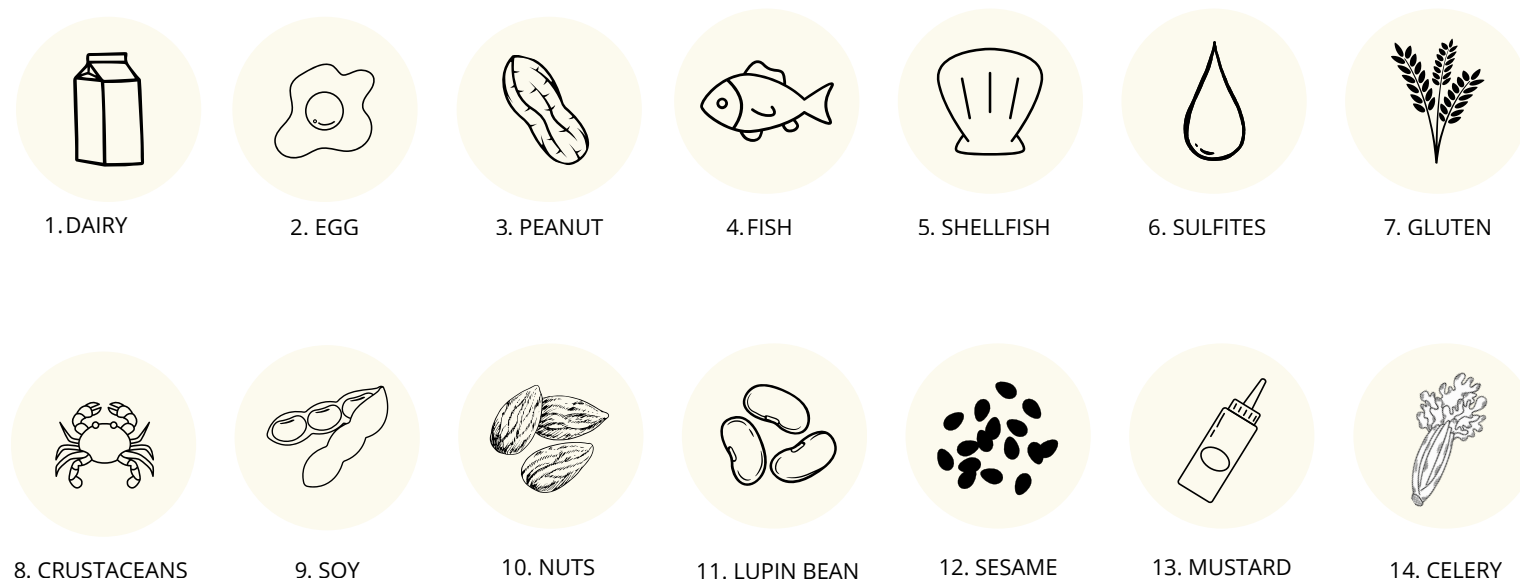 1.DAIRY
2. EGG
3. PEANUT
4.FISH
5. SHELLFISH
6. SULFITES
7. GLUTEN
8. CRUSTACEANS
9. SOY
10. NUTS
11. LUPIN BEAN
12. SESAME
13. MUSTARD
14. CELERY